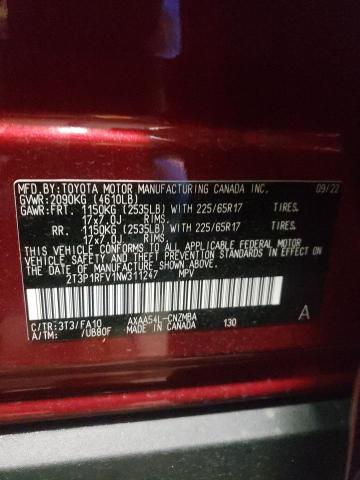 MFD.BY:TOYOTA MOTOR MANUFACTURING CANADA INC. 09/22
GVWR:2090KG (4610LB)
GAWR:FRT. 1150KG (2535LB) WITH 225/65R17 TIRES.
17x7.0J RIMS.
RR. 1150KG (2535LB) WITH 225/65R17 TIRES.
17x7.0J RIMS.
THIS VEHICLE CONFORMS TO ALL APPLICABLE FEDERAL MOTOR
VEHICLE SAFETY STANDARDS IN EFFECT ON THE DATE OF
MANUFACTURE SHOWN ABOVE.
2T3P1RFV1NW311247 MPV
C/TR:3T3/FA10 AXAA54L-CNZMBA A
A/TM: /UB80F MADE IN CANADA 130